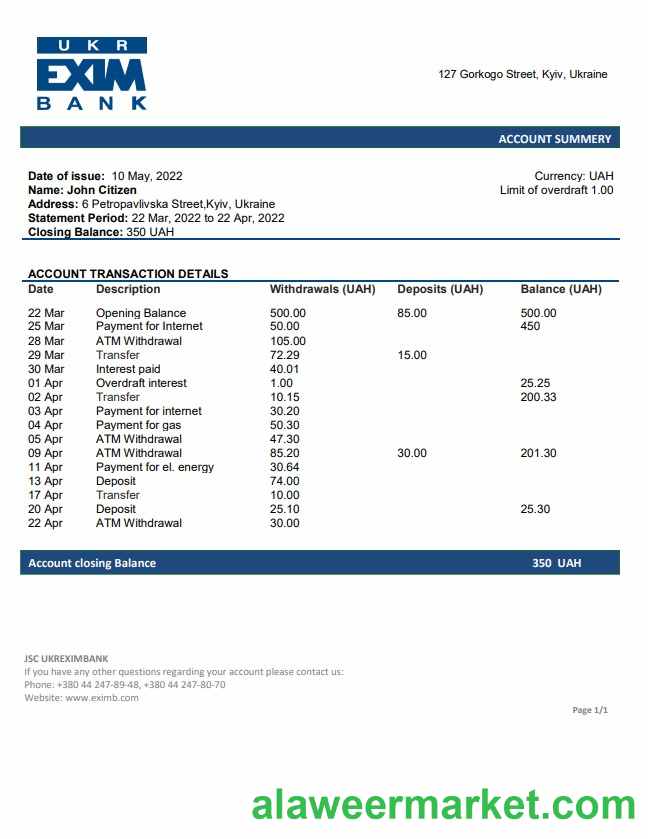 UKR
EXIM
BANK
127 Gorkogo Street, Kyiv, Ukraine
ACCOUNT SUMMERY
Date of issue: 10 May, 2022 Currency: UAH
Name: John Citizen Limit of overdraft 1.00
Address: 6 Petropavlivska Street,Kyiv, Ukraine
Statement Period: 22 Mar, 2022 to 22 Apr, 2022
Closing Balance: 350 UAH
ACCOUNT TRANSACTION DETAILS
Date Description Withdrawals (UAH) Deposits (UAH) Balance (UAH)
22 Mar Opening Balance 500.00 85.00 500.00
25 Mar Payment for Internet 50.00 450
28 Mar ATM Withdrawal 105.00
29 Mar Transfer 72.29 15.00
30 Mar Interest paid 40.01
01 Apr Overdraft interest 1.00 25.25
02 Apr Transfer 10.15 200.33
03 Apr Payment for internet 30.20
04 Apr Payment for gas 50.30
05 Apr ATM Withdrawal 47.30
09 Apr ATM Withdrawal 85.20 30.00 201.30
11 Apr Payment for el. energy 30.64
13 Apr Deposit 74.00
17 Apr Transfer 10.00
20 Apr Deposit 25.10 25.30
22 Apr ATM Withdrawal 30.00
Account closing Balance 350 UAH
JSC UKREXIMBANK
If you have any other questions regarding your account please contact us:
Phone: +380 44 247-89-48, +380 44 247-80-70
Website: www.eximb.com
Page 1/1
alaweermarket.com